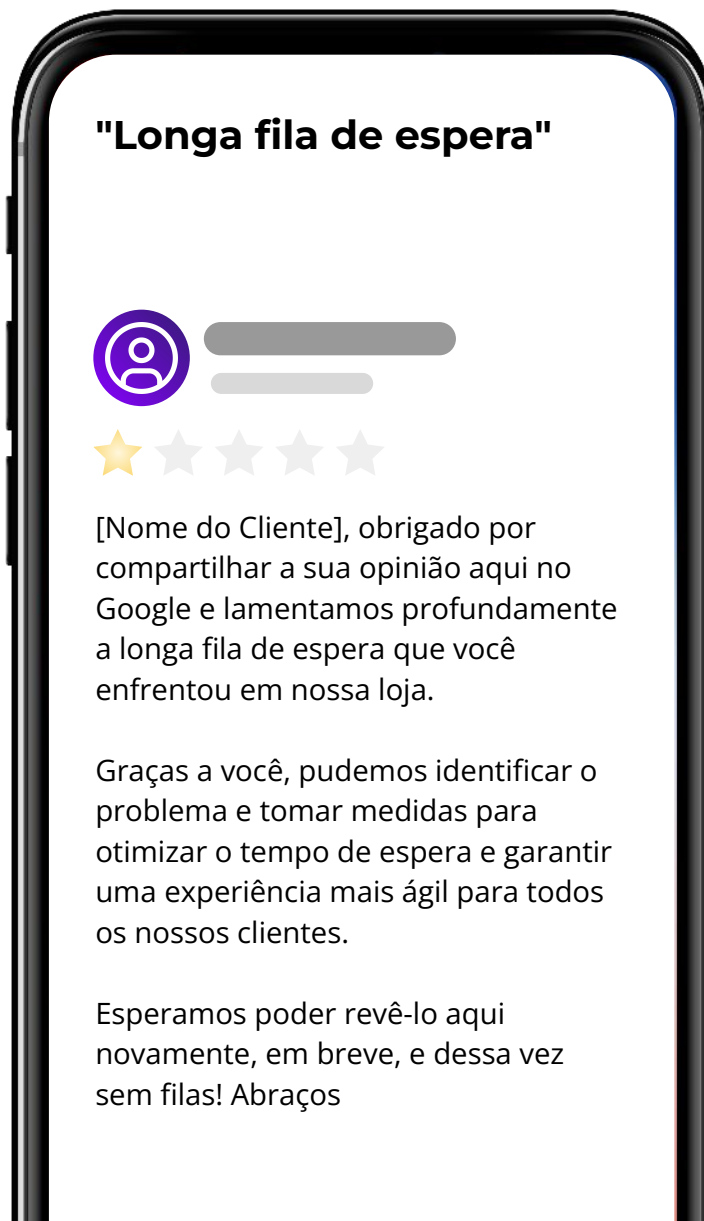 "Longa fila de espera"
[Nome do Cliente], obrigado por
compartilhar a sua opinião aqui no
Google e lamentamos profundamente
a longa fila de espera que você
enfrentou em nossa loja.
Graças a você, pudemos identificar o
problema e tomar medidas para
otimizar o tempo de espera e garantir
uma experiência mais ágil para todos
os nossos clientes.
Esperamos poder revê-lo aqui
novamente, em breve, e dessa vez
sem filas! Abraços